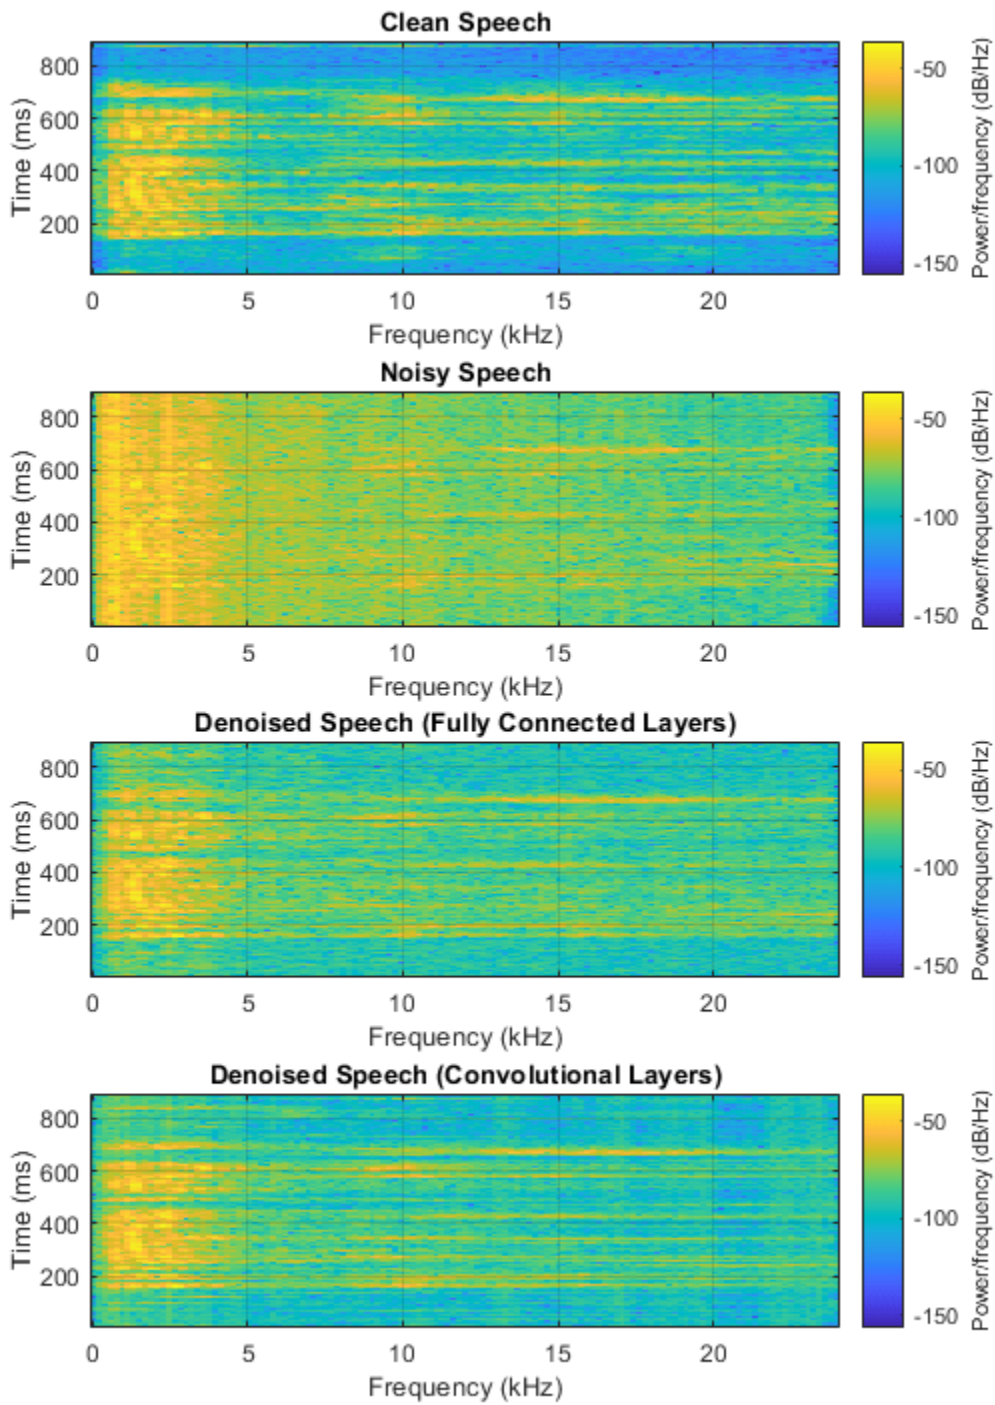 Clean Speech
800
600
400
200
Time (ms)
0 5 10 15 20
Frequency (kHz)
-50
-100
-150
Power/frequency (dB/Hz)
Noisy Speech
800
600
400
200
Time (ms)
0 5 10 15 20
Frequency (kHz)
-50
-100
-150
Power/frequency (dB/Hz)
Denoised Speech (Fully Connected Layers)
800
600
400
200
Time (ms)
0 5 10 15 20
Frequency (kHz)
-50
-100
-150
Power/frequency (dB/Hz)
Denoised Speech (Convolutional Layers)
800
600
400
200
Time (ms)
0 5 10 15 20
Frequency (kHz)
-50
-100
-150
Power/frequency (dB/Hz)